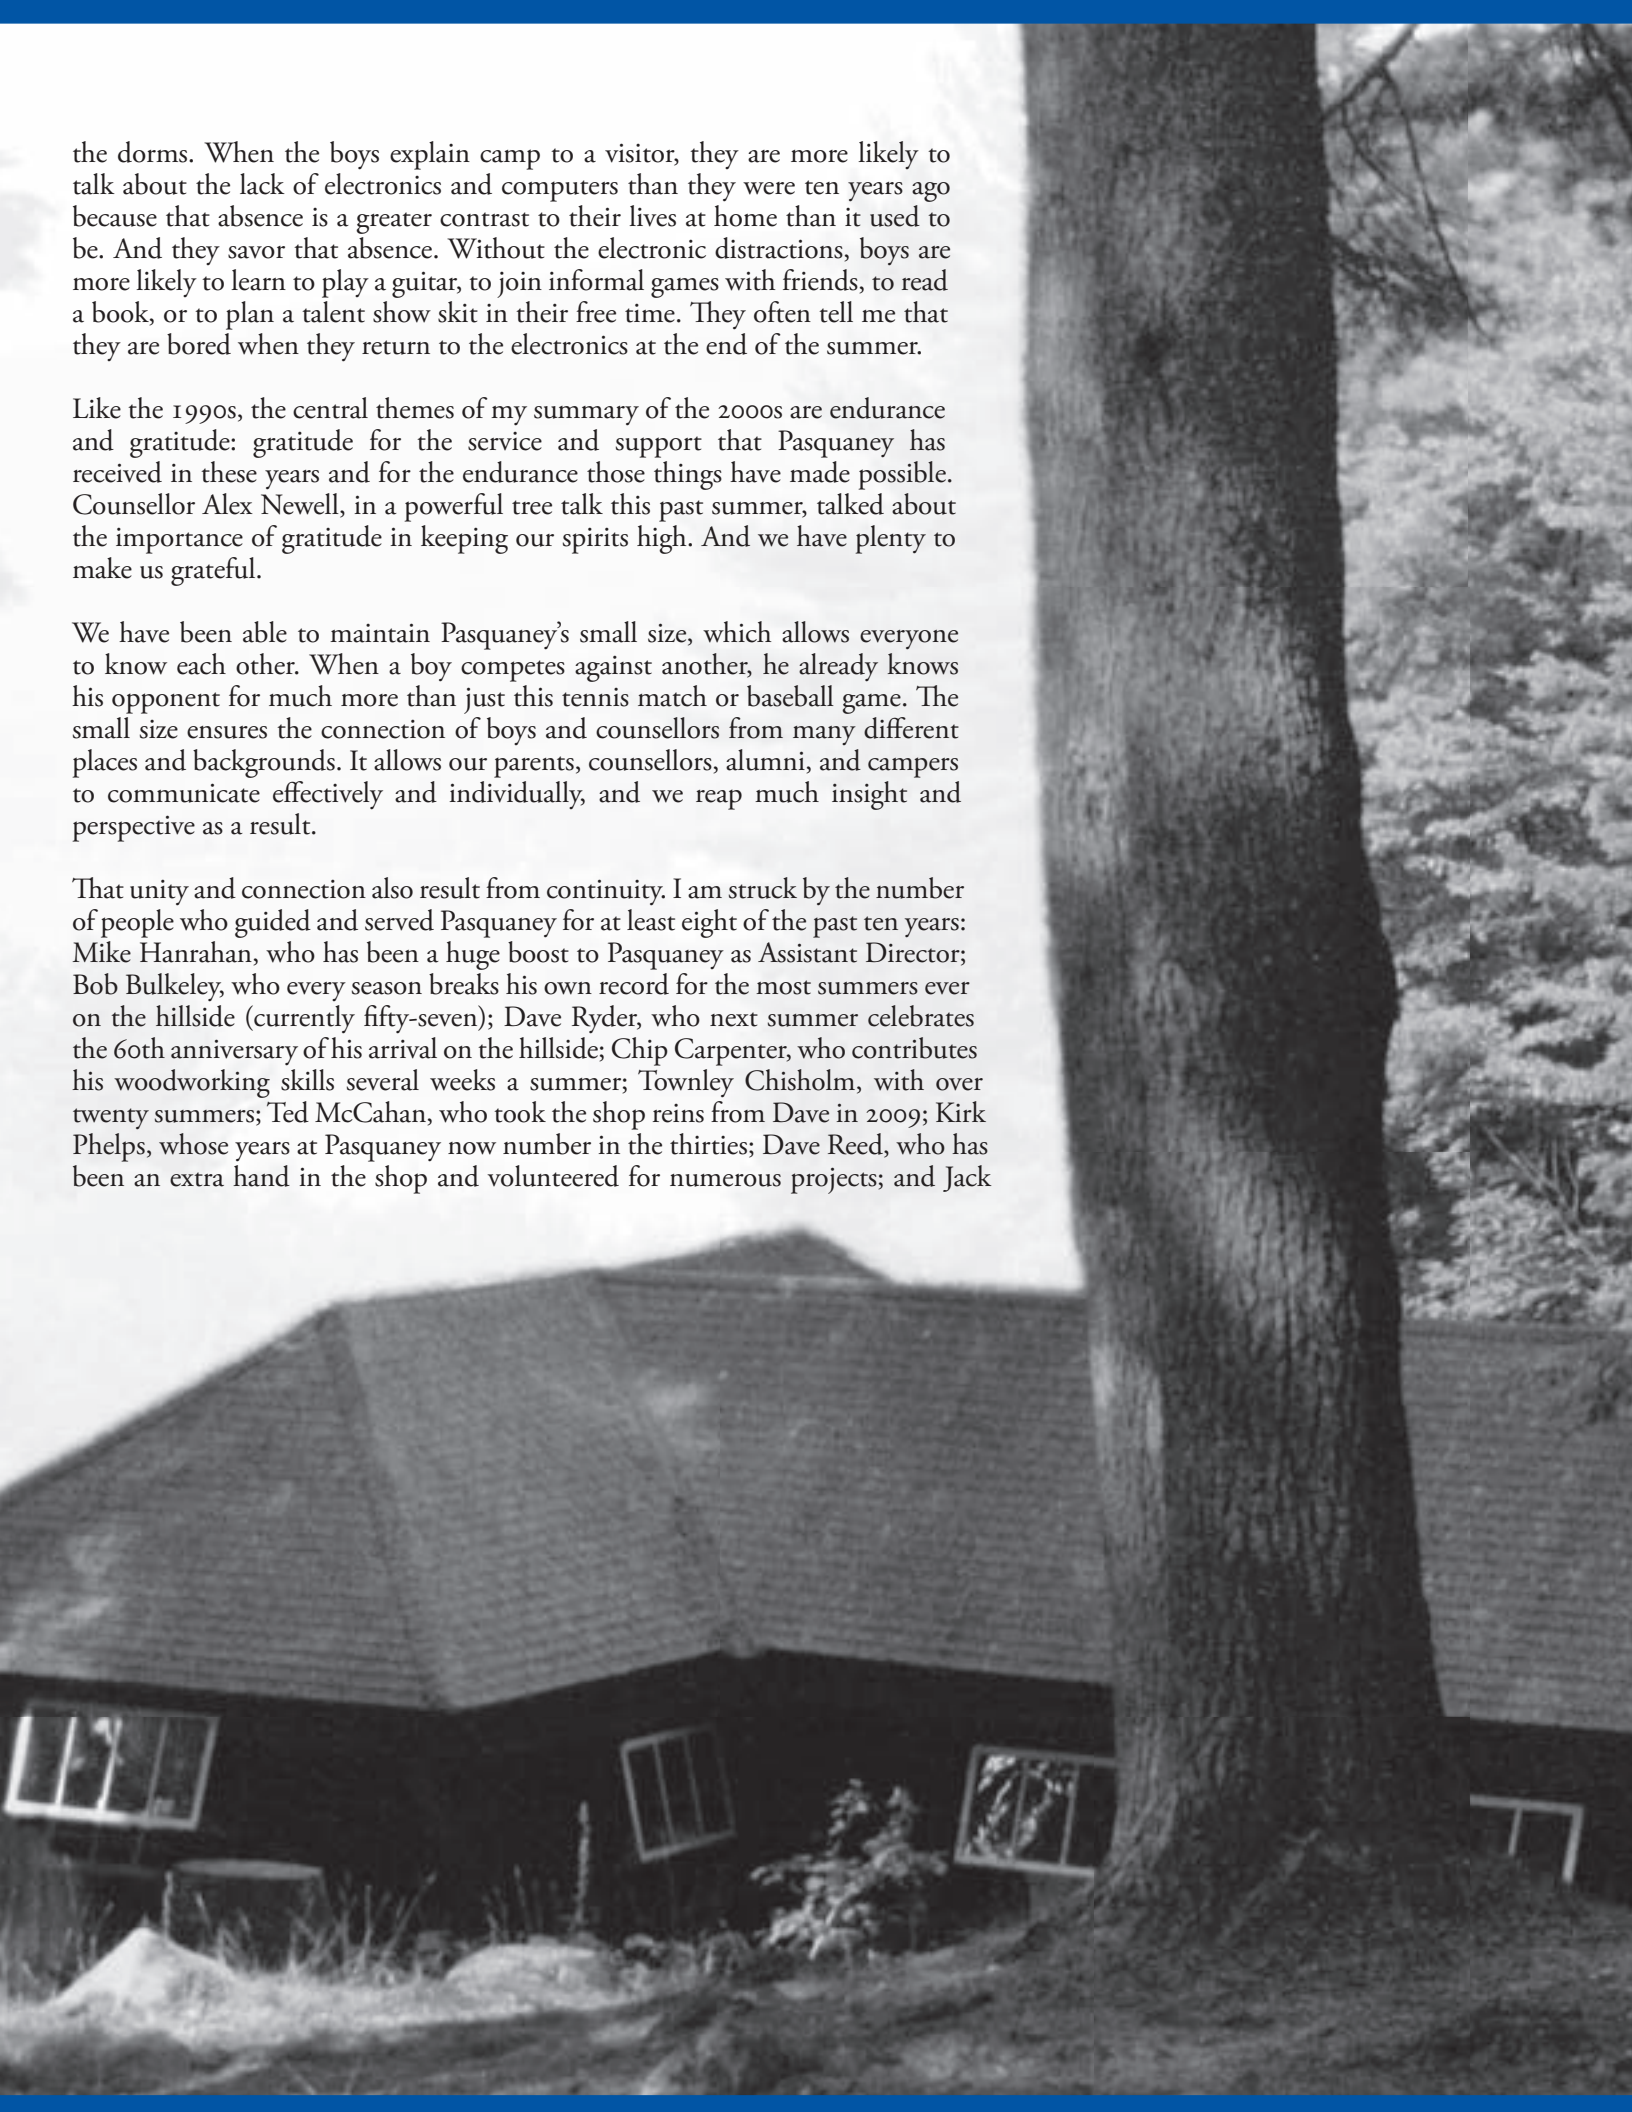 the dorms. When the boys explain camp to a visitor, they are more likely to
talk about the lack of electronics and computers than they were ten years ago
because that absence is a greater contrast to their lives at home than it used to
be. And they savor that absence. Without the electronic distractions, boys are
more likely to learn to play a guitar, to join informal games with friends, to read
a book, or to plan a talent show skit in their free time. They often tell me that
they are bored when they return to the electronics at the end of the summer.
Like the 1990s, the central themes of my summary of the 2000s are endurance
and gratitude: gratitude for the service and support that Pasquaney has
received in these years and for the endurance those things have made possible.
Counsellor Alex Newell, in a powerful tree talk this past summer, talked about
the importance of gratitude in keeping our spirits high. And we have plenty to
make us grateful.
We have been able to maintain Pasquaney's small size, which allows everyone
to know each other. When a boy competes against another, he already knows
his opponent for much more than just this tennis match or baseball game. The
small size ensures the connection of boys and counsellors from many different
places and backgrounds. It allows our parents, counsellors, alumni, and campers
to communicate effectively and individually, and we reap much insight and
perspective as a result.
That unity and connection also result from continuity. I am struck by the number
of people who guided and served Pasquaney for at least eight of the past ten years:
Mike Hanrahan, who has been a huge boost to Pasquaney as Assistant Director;
Bob Bulkeley, who every season breaks his own record for the most summers ever
on the hillside (currently fifty-seven); Dave Ryder, who next summer celebrates
the 60th anniversary of his arrival on the hillside; Chip Carpenter, who contributes
his woodworking skills several weeks a summer; Townley Chisholm, with over
twenty summers; Ted McCahan, who took the shop reins from Dave in 2009; Kirk
Phelps, whose years at Pasquaney now number in the thirties; Dave Reed, who has
been an extra hand in the shop and volunteered for numerous projects; and Jack